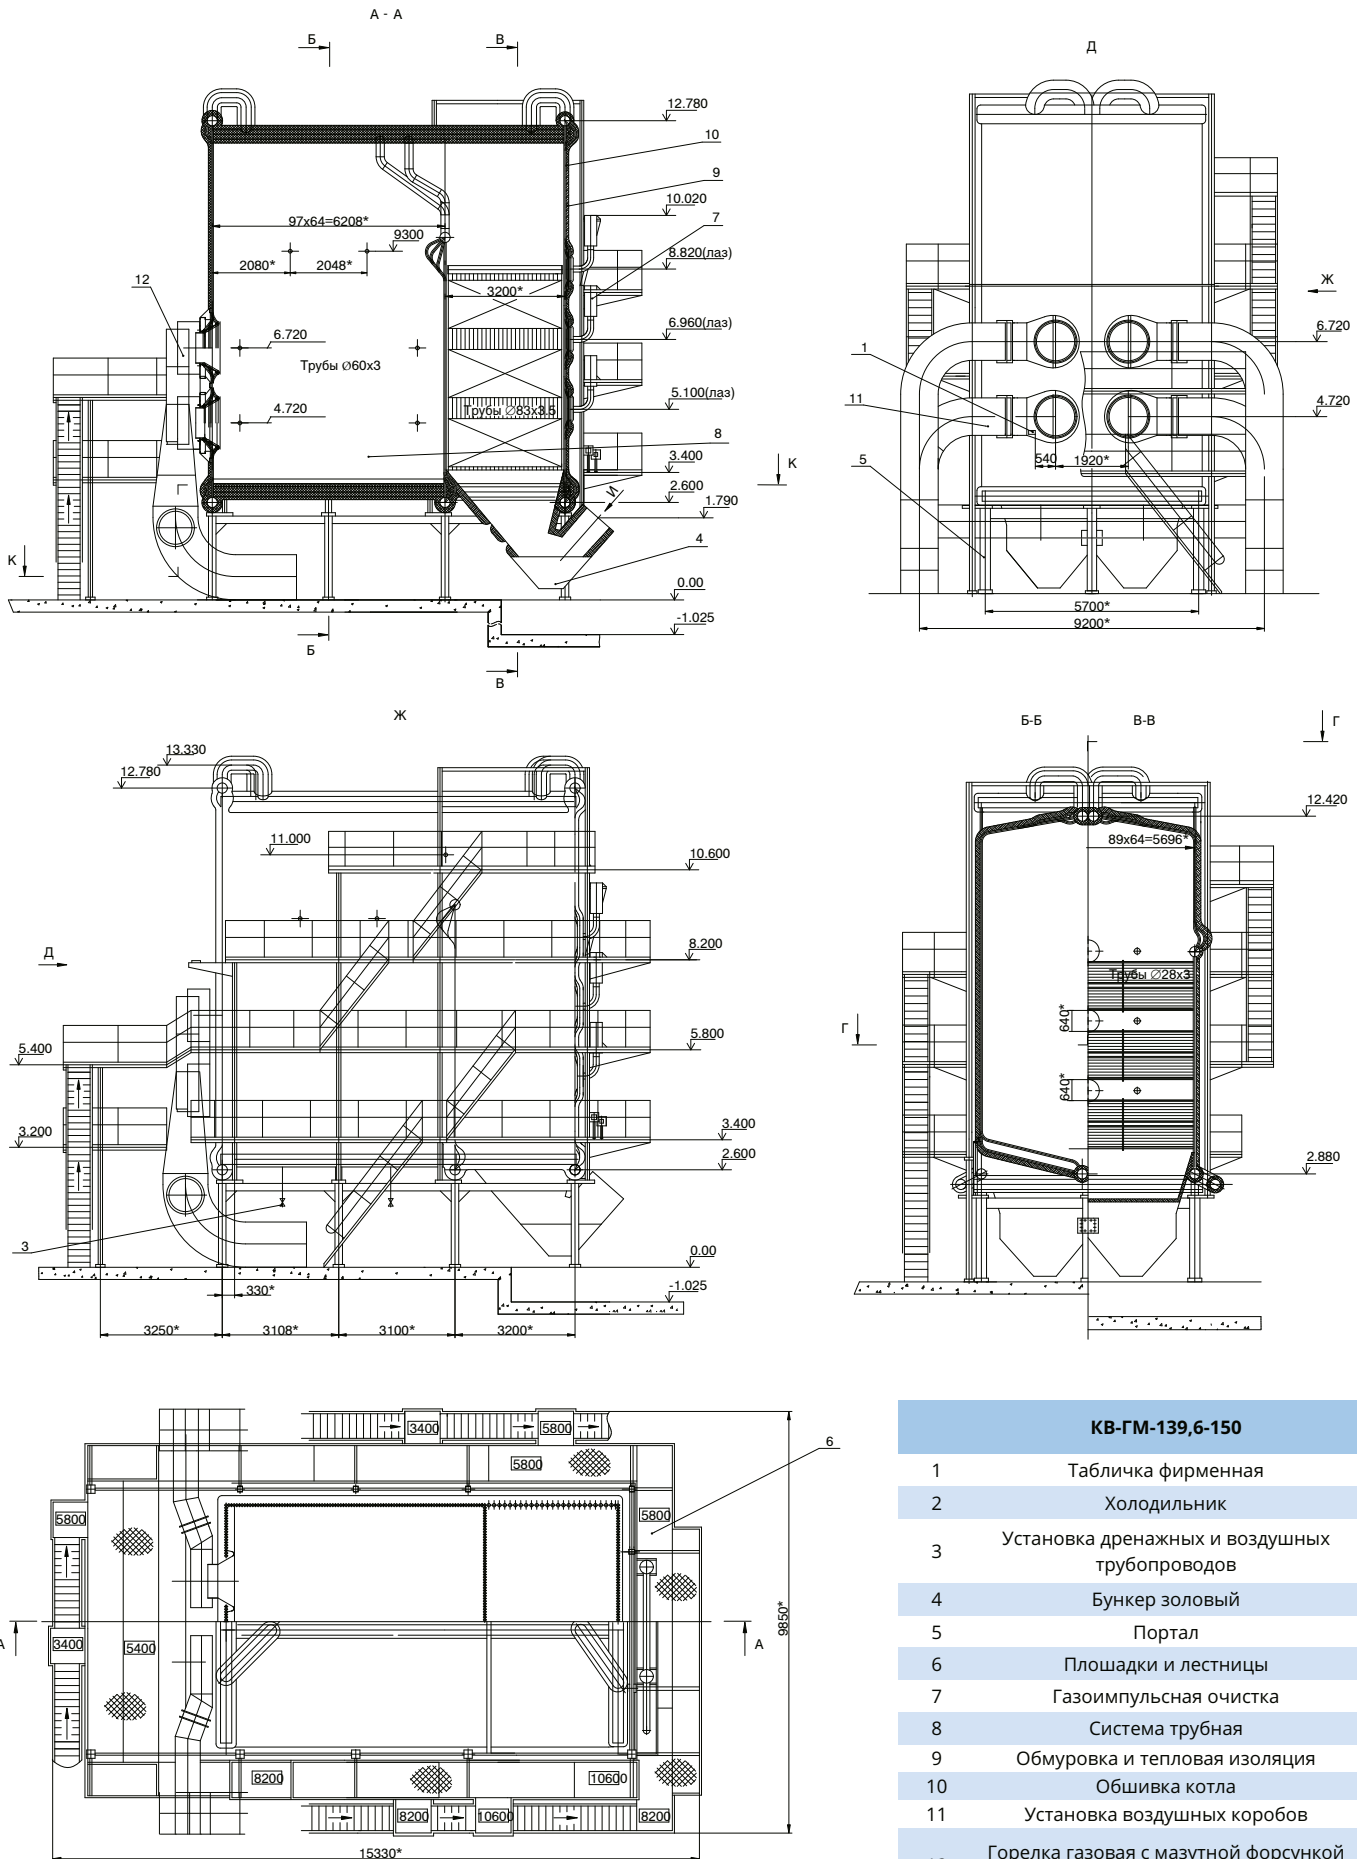 А - А
Б
В
12.780
10
9
10.020
7
97x64=6208*
9300
8.820(лаз)
2080*
2048*
3200*
12
6.720
6.960(лаз)
Трубы Ø60x3
5.100(лаз)
Трубы Ø83x3.5
4.720
8
3.400
К
2.600
И
1.790
Г
4
К
0.00
-1.025
Б
В
Д
Ж
6.720
1
11
4.720
5
540
1920*
5700*
9200*
Ж
13.330
12.780
11.000
10.600
Д
8.200
5.400
5.800
3.200
3.400
2.600
3
0.00
330*
-1.025
3250*
3108*
3100*
3200*
Б-Б
В-В
Г
12.420
89x64=5696*
Трубы Ø28x3
640*
Г
640*
2.880
3400
5800
6
5800
5800
5800
9850*
А
А
3400
5400
8200
10600
8200
10600
8200
15330*
КВ-ГМ-139,6-150
1 Табличка фирменная
2 Холодильник
3 Установка дренажных и воздушных
трубопроводов
4 Бункер золовый
5 Портал
6 Плошадки и лестницы
7 Газоимпульсная очистка
8 Система трубная
9 Обмуровка и тепловая изоляция
10 Обшивка котла
11 Установка воздушных коробов
Горелка газовая с мазутной форсункой